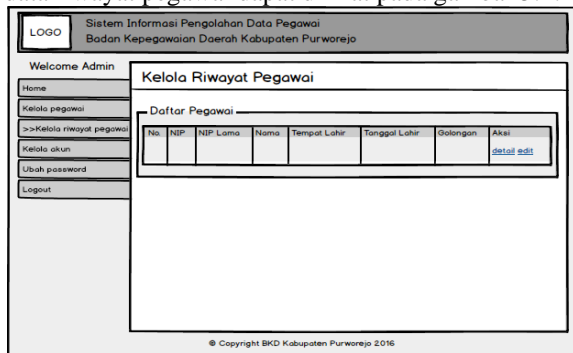 LOGO
Sistem Informasi Pengolahan Data Pegawai
Badan Kepegawaian Daerah Kabupaten Purworejo
Welcome Admin
Home
Kelola pegawai
>>Kelola riwayat pegawai
Kelola akun
Ubah password
Logout
Kelola Riwayat Pegawai
Daftar Pegawai
No. NIP NIP Lama Nama Tempat Lahir Tanggal Lahir Golongan Aksi
detail edit
© Copyright BKD Kabupaten Purworejo 2016